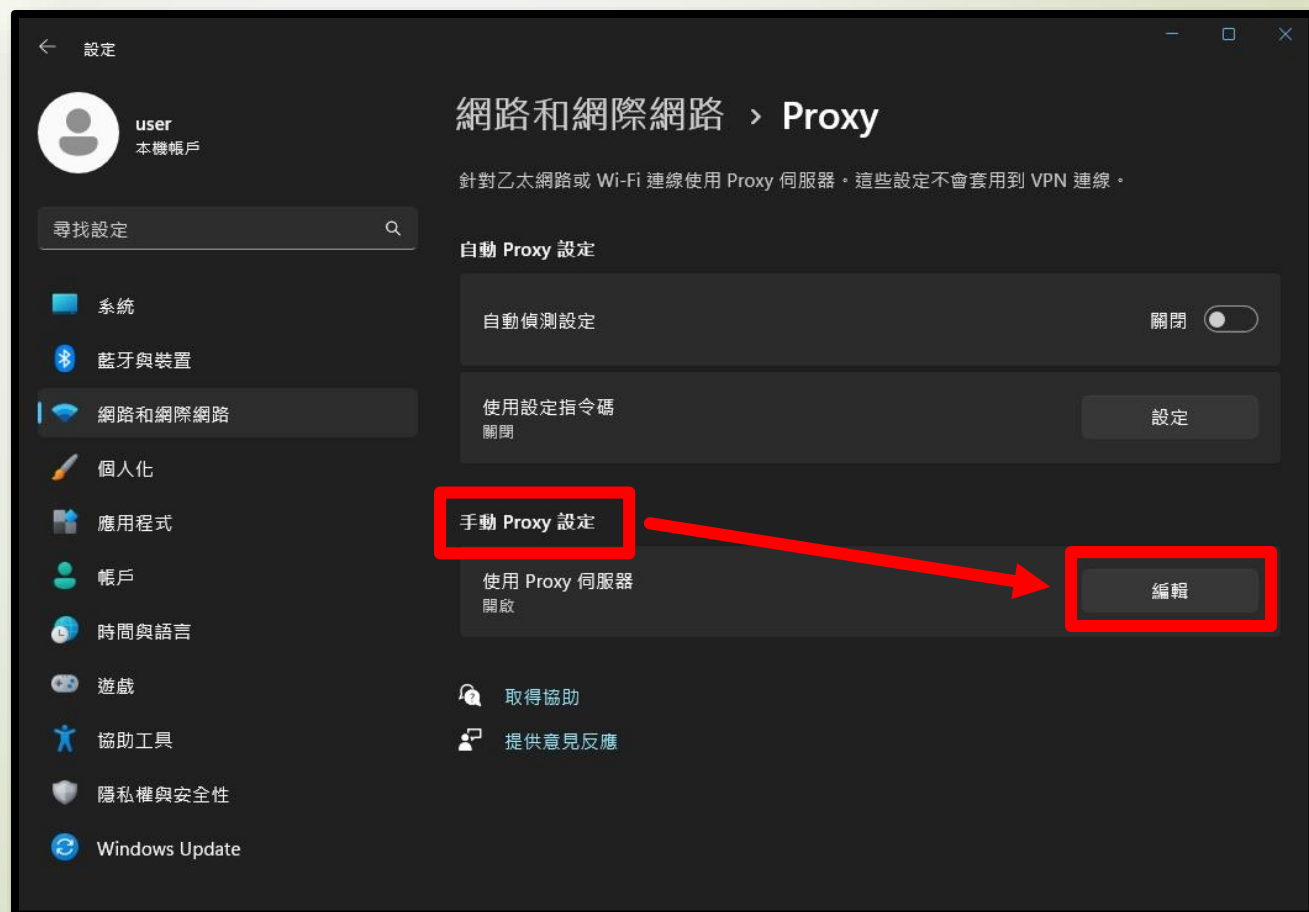 設定
user
本機帳戶
尋找設定
系統
藍牙與裝置
網路和網際網路
個人化
應用程式
帳戶
時間與語言
遊戲
協助工具
隱私權與安全性
Windows Update
網路和網際網路 › Proxy
針對乙太網路或 Wi-Fi 連線使用 Proxy 伺服器。這些設定不會套用到 VPN 連線。
自動 Proxy 設定
自動偵測設定
關閉
使用設定指令碼
關閉
設定
手動 Proxy 設定
使用 Proxy 伺服器
開啟
編輯
取得協助
提供意見反應